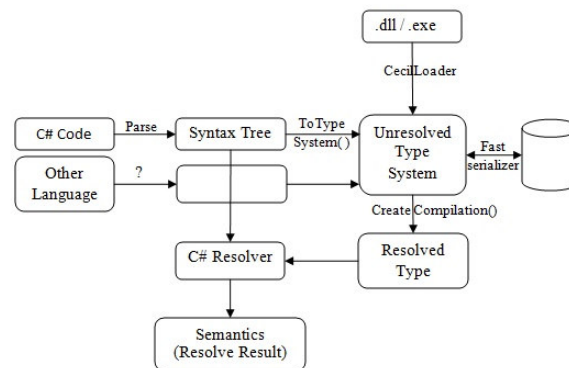 .dll / .exe
CecilLoader
C# Code
Parse
Syntax Tree
ToType
System( )
Unresolved
Type
System
Fast
serializer
Other
Language
?
Create Compilation()
C# Resolver
Resolved
Type
Semantics
(Resolve Result)